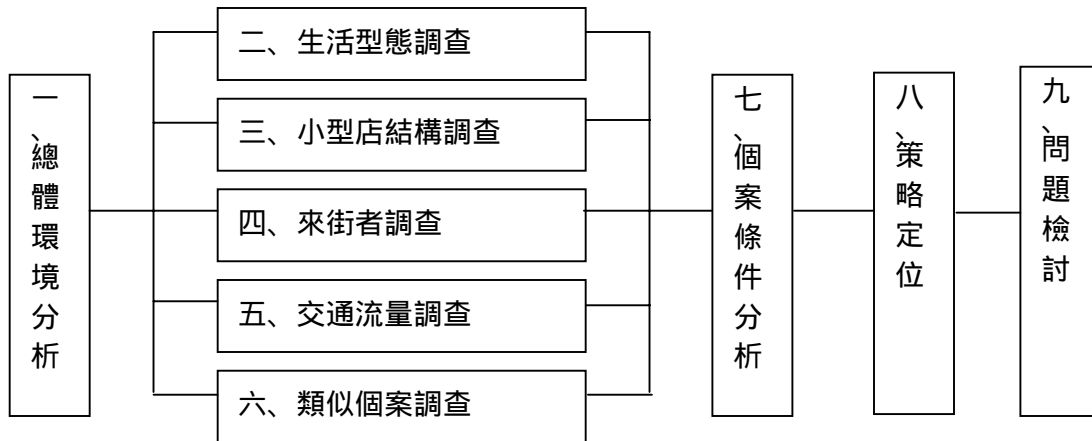 一、總體環境分析
二、生活型態調查
三、小型店結構調查
四、來街者調查
五、交通流量調查
六、類似個案調查
七、個案條件分析
八、策略定位
九、問題檢討